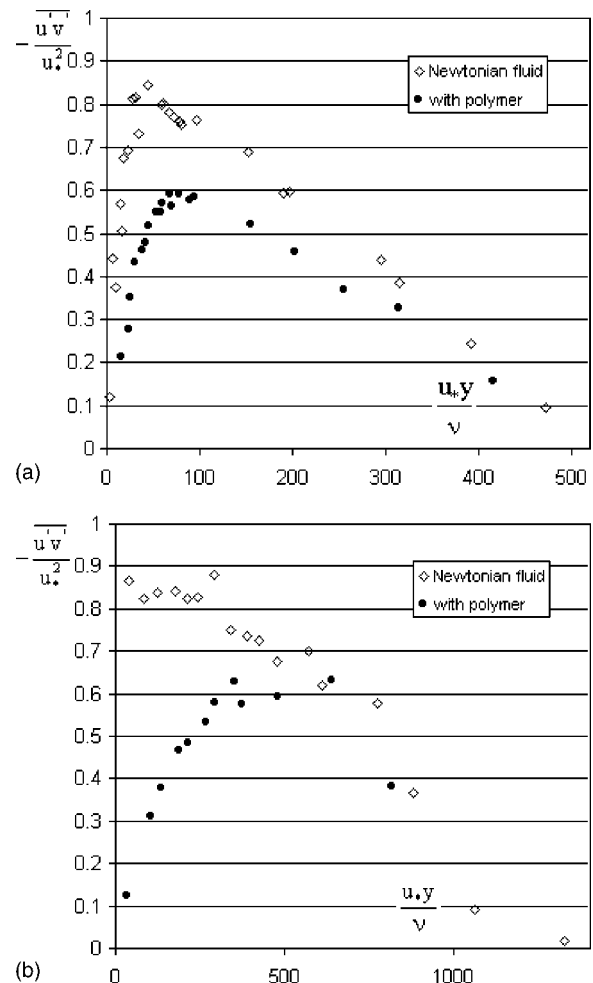 − u'v' / u*²
1
0.9
0.8
0.7
0.6
0.5
0.4
0.3
0.2
0.1
0
◇ Newtonian fluid
● with polymer
u*y / ν
0 100 200 300 400 500
(a)
− u'v' / u*²
1
0.9
0.8
0.7
0.6
0.5
0.4
0.3
0.2
0.1
0
◇ Newtonian fluid
● with polymer
u*y / ν
0 500 1000
(b)